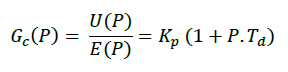 G_c(P) = U(P)/E(P) = K_p (1 + P.T_d)